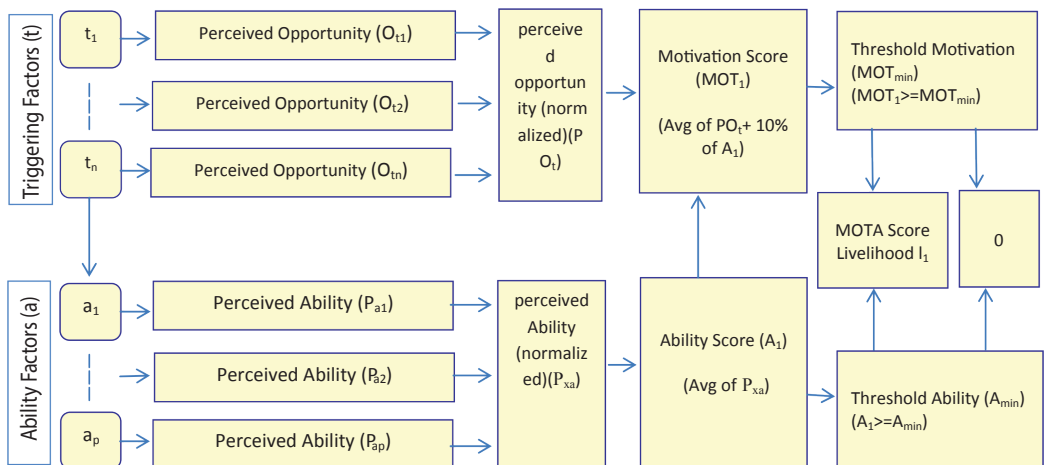 Triggering Factors (t)
t1
Perceived Opportunity (Ot1)
Perceived Opportunity (Ot2)
tn
Perceived Opportunity (Otn)
perceive
d
opportun
ity (norm
alized)(P
Ot)
Motivation Score
(MOT1)
(Avg of POt+ 10%
of A1)
Threshold Motivation
(MOTmin)
(MOT1>=MOTmin)
MOTA Score
Livelihood l1
0
Ability Factors (a)
a1
Perceived Ability (Pa1)
Perceived Ability (Pa2)
ap
Perceived Ability (Pap)
perceived
Ability
(normaliz
ed)(Pxa)
Ability Score (A1)
(Avg of Pxa)
Threshold Ability (Amin)
(A1>=Amin)